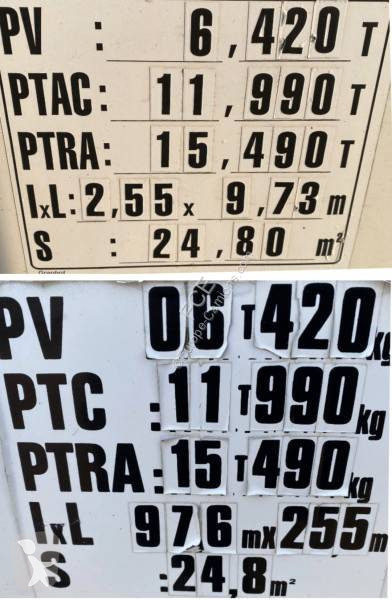 PV : 6,420 T
PTAC: 11,990 T
PTRA: 15,490 T
lxL: 2,55 x 9,73 m
S : 24,80 m²
PV 08 T 420 kg
PTC : 11 T 990 kg
PTRA: 15 T 490 kg
lxL 976 m x 255 m
S : 24,8 m²